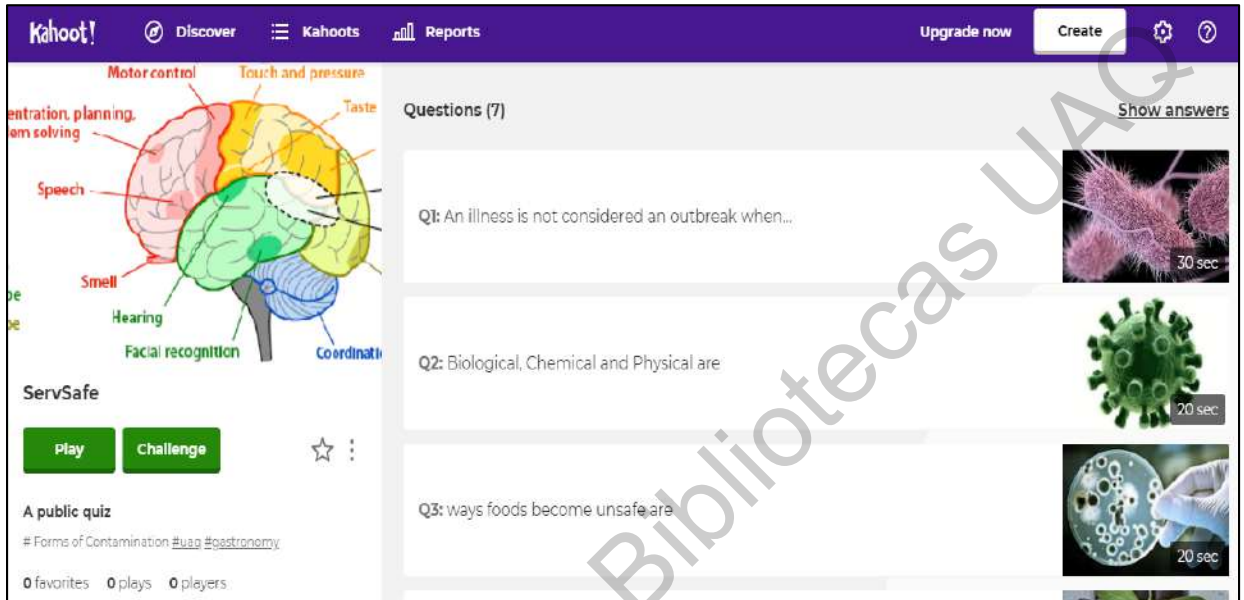 Kahoot!
Discover
Kahoots
Reports
Upgrade now
Create
Motor control
Touch and pressure
Taste
entration, planning,
em solving
Speech
Smell
Hearing
Facial recognition
Coordinati
ServSafe
Play
Challenge
A public quiz
# Forms of Contamination #uaq #gastronomy
0 favorites 0 plays 0 players
Questions (7)
Show answers
Q1: An illness is not considered an outbreak when...
30 sec
Q2: Biological, Chemical and Physical are
20 sec
Q3: ways foods become unsafe are
20 sec
Bibliotecas UAQ